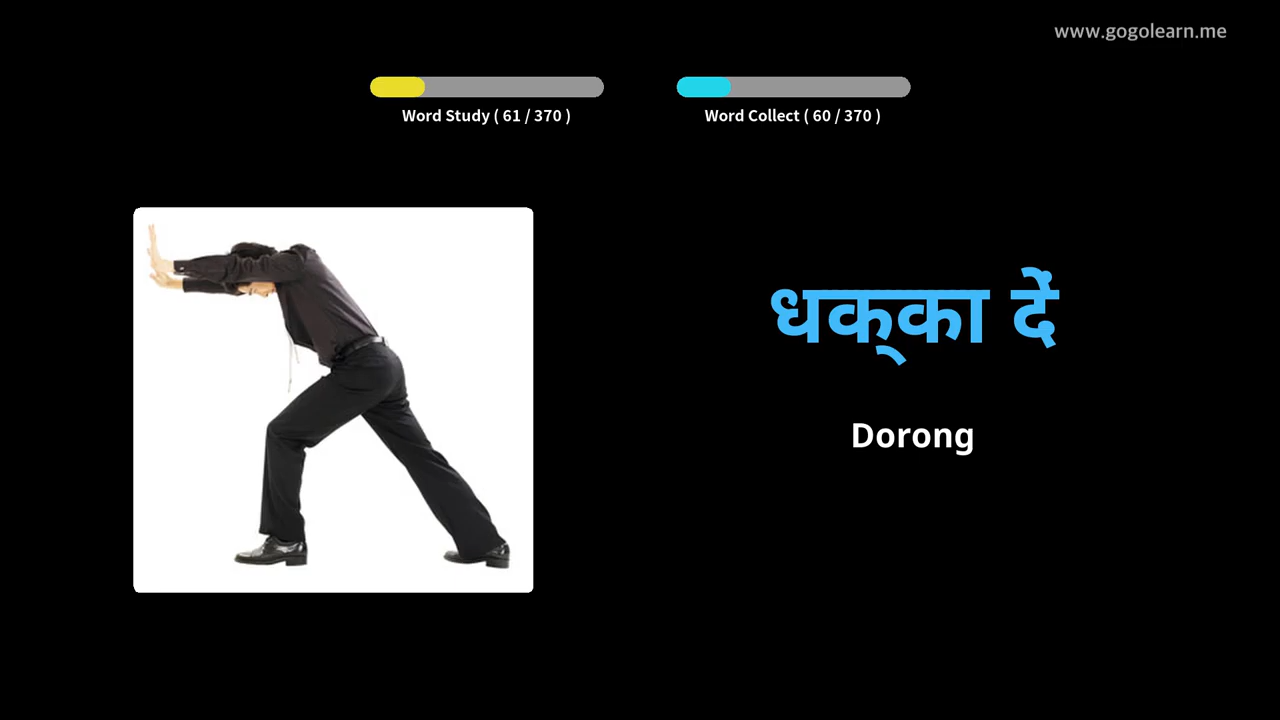 www.gogolearn.me
Word Study ( 61 / 370 )
Word Collect ( 60 / 370 )
धक्‍का दें
Dorong